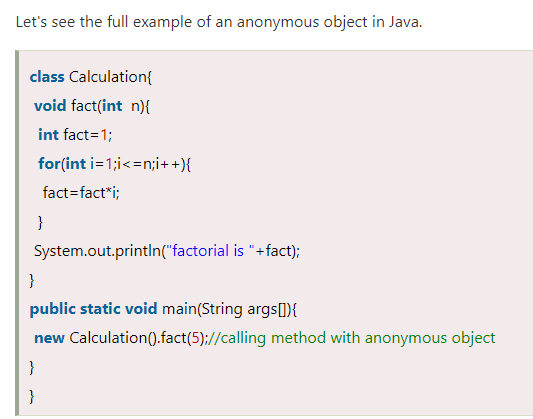 Let's see the full example of an anonymous object in Java.
class Calculation{
void fact(int  n){
int fact=1;
for(int i=1;i<=n;i++){
fact=fact*i;
}
System.out.println("factorial is "+fact);
}
public static void main(String args[]){
new Calculation().fact(5);//calling method with anonymous object
}
}